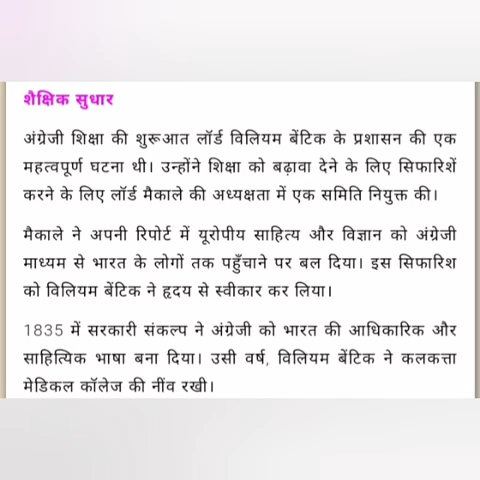 शैक्षिक सुधार
अंग्रेजी शिक्षा की शुरूआत लॉर्ड विलियम बेंटिक के प्रशासन की एक
महत्वपूर्ण घटना थी। उन्होंने शिक्षा को बढ़ावा देने के लिए सिफारिशें
करने के लिए लॉर्ड मैकाले की अध्यक्षता में एक समिति नियुक्त की।
मैकाले ने अपनी रिपोर्ट में यूरोपीय साहित्य और विज्ञान को अंग्रेजी
माध्यम से भारत के लोगों तक पहुँचाने पर बल दिया। इस सिफारिश
को विलियम बेंटिक ने हृदय से स्वीकार कर लिया।
1835 में सरकारी संकल्प ने अंग्रेजी को भारत की आधिकारिक और
साहित्यिक भाषा बना दिया। उसी वर्ष, विलियम बेंटिक ने कलकत्ता
मेडिकल कॉलेज की नींव रखी।